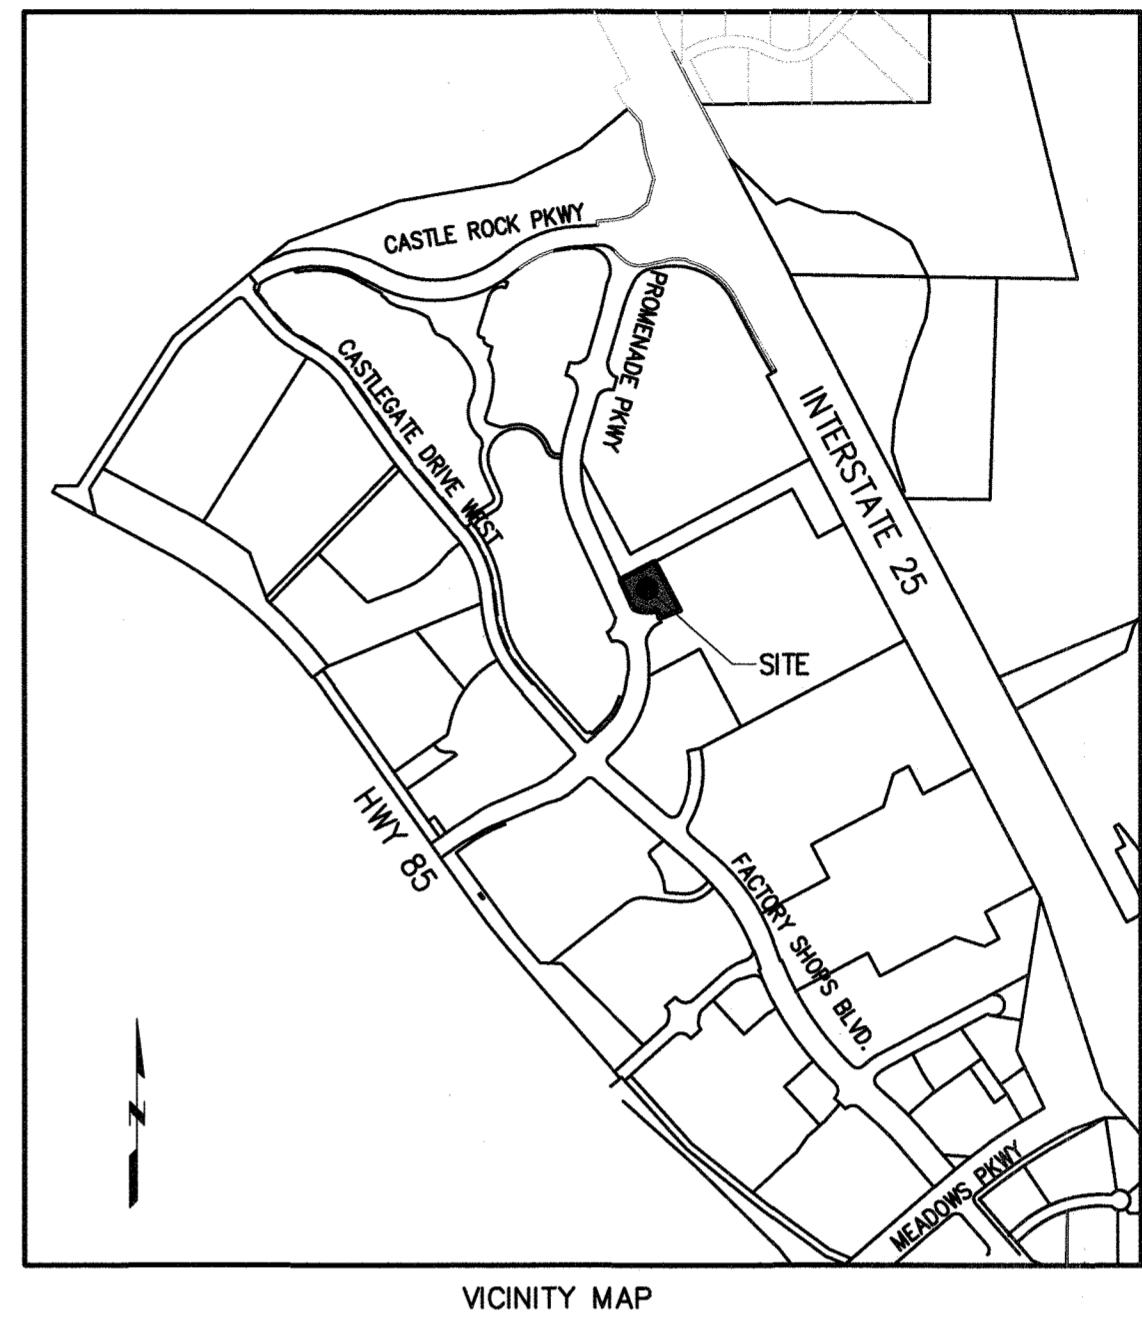 CASTLE ROCK PKWY
PROMENADE PKWY
CASTLEGATE DRIVE WEST
INTERSTATE 25
SITE
HWY 85
FACTORY SHOPS BLVD.
N
MEADOWS PKWY
VICINITY MAP